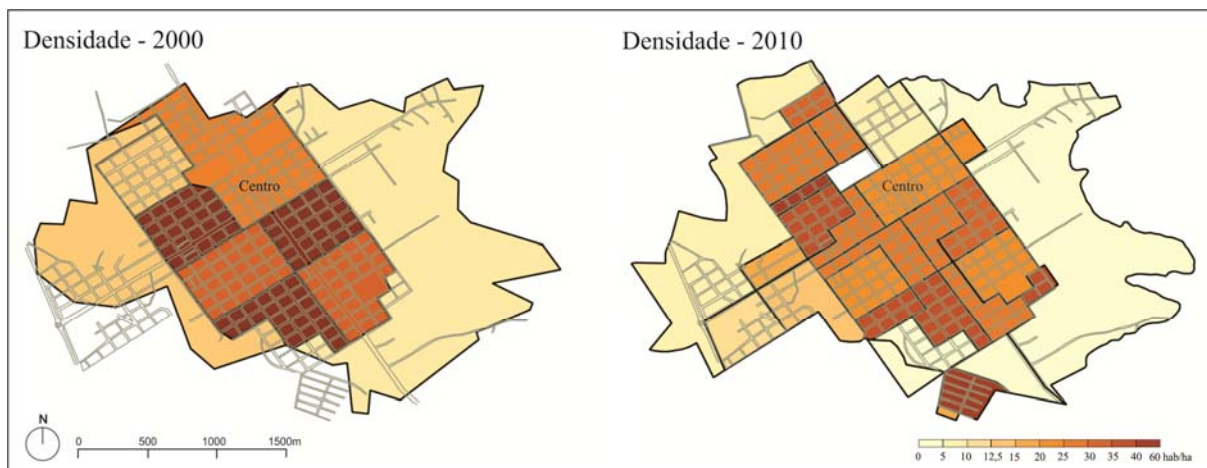 Densidade - 2000
Densidade - 2010
Centro
Centro
N
0 500 1000 1500m
0 5 10 12,5 15 20 25 30 35 40 60 hab/ha